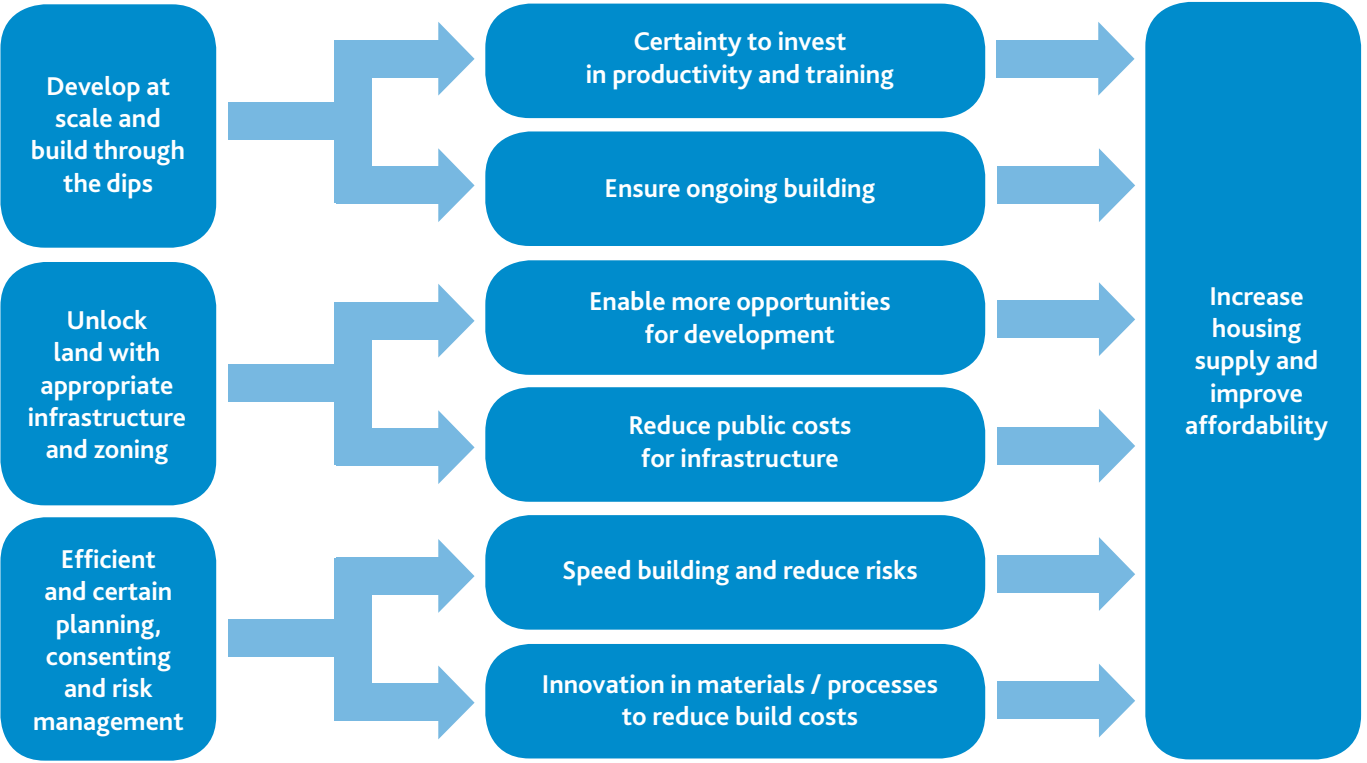 Develop at
scale and
build through
the dips
Certainty to invest
in productivity and training
Ensure ongoing building
Unlock
land with
appropriate
infrastructure
and zoning
Enable more opportunities
for development
Reduce public costs
for infrastructure
Efficient
and certain
planning,
consenting
and risk
management
Speed building and reduce risks
Innovation in materials / processes
to reduce build costs
Increase
housing
supply and
improve
affordability